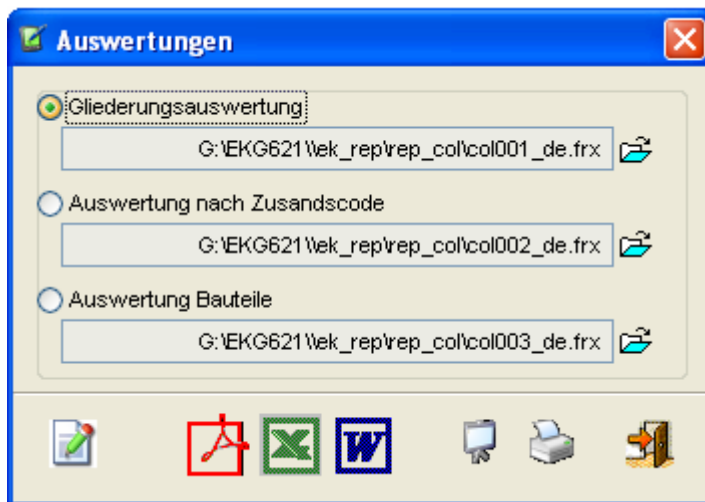 Auswertungen
Gliederungsauswertung
G:\EKG621\\ek_rep\rep_col\col001_de.frx
Auswertung nach Zusandscode
G:\EKG621\\ek_rep\rep_col\col002_de.frx
Auswertung Bauteile
G:\EKG621\\ek_rep\rep_col\col003_de.frx